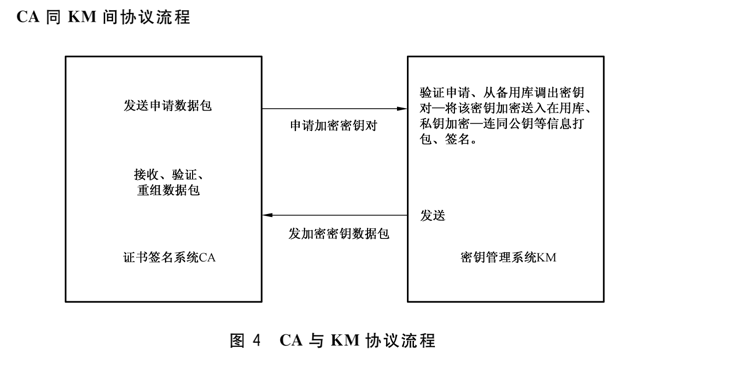 CA 同 KM 间协议流程
发送申请数据包
接收、验证、
重组数据包
证书签名系统CA
申请加密密钥对
发加密密钥数据包
验证申请、从备用库调出密钥
对—将该密钥加密送入在用库、
私钥加密—连同公钥等信息打
包、签名。
发送
密钥管理系统KM
图 4 CA 与 KM 协议流程